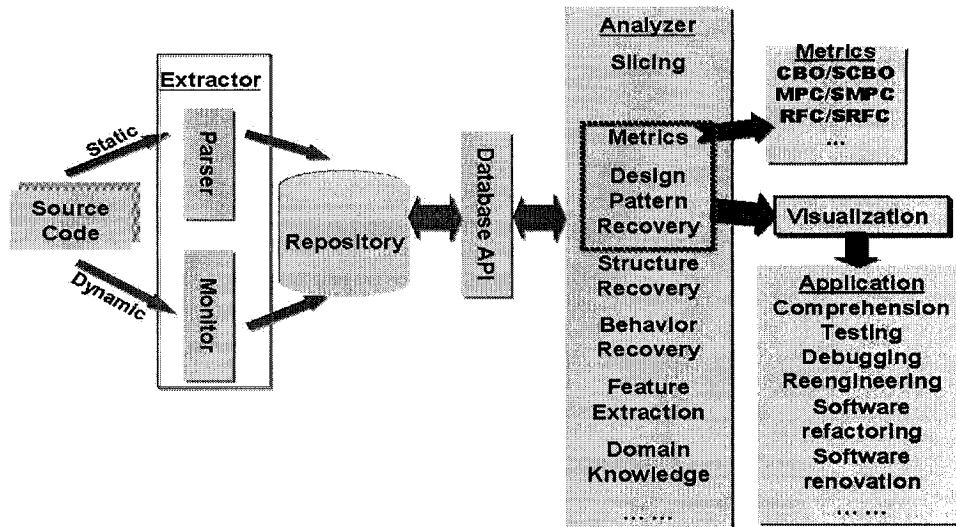 Extractor
Static
Parser
Source
Code
Dynamic
Monitor
Repository
Database API
Analyzer
Slicing
Metrics
Design
Pattern
Recovery
Structure
Recovery
Behavior
Recovery
Feature
Extraction
Domain
Knowledge
... ...
Metrics
CBO/SCBO
MPC/SMPC
RFC/SRFC
...
Visualization
Application
Comprehension
Testing
Debugging
Reengineering
Software
refactoring
Software
renovation
... ...